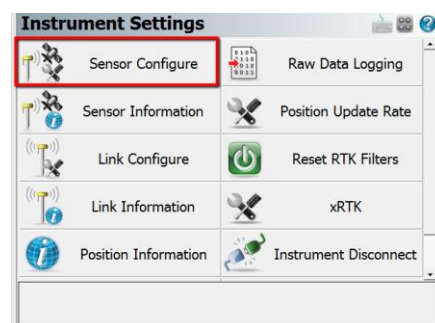 Instrument Settings
Sensor Configure
Raw Data Logging
Sensor Information
Position Update Rate
Link Configure
Reset RTK Filters
Link Information
xRTK
Position Information
Instrument Disconnect